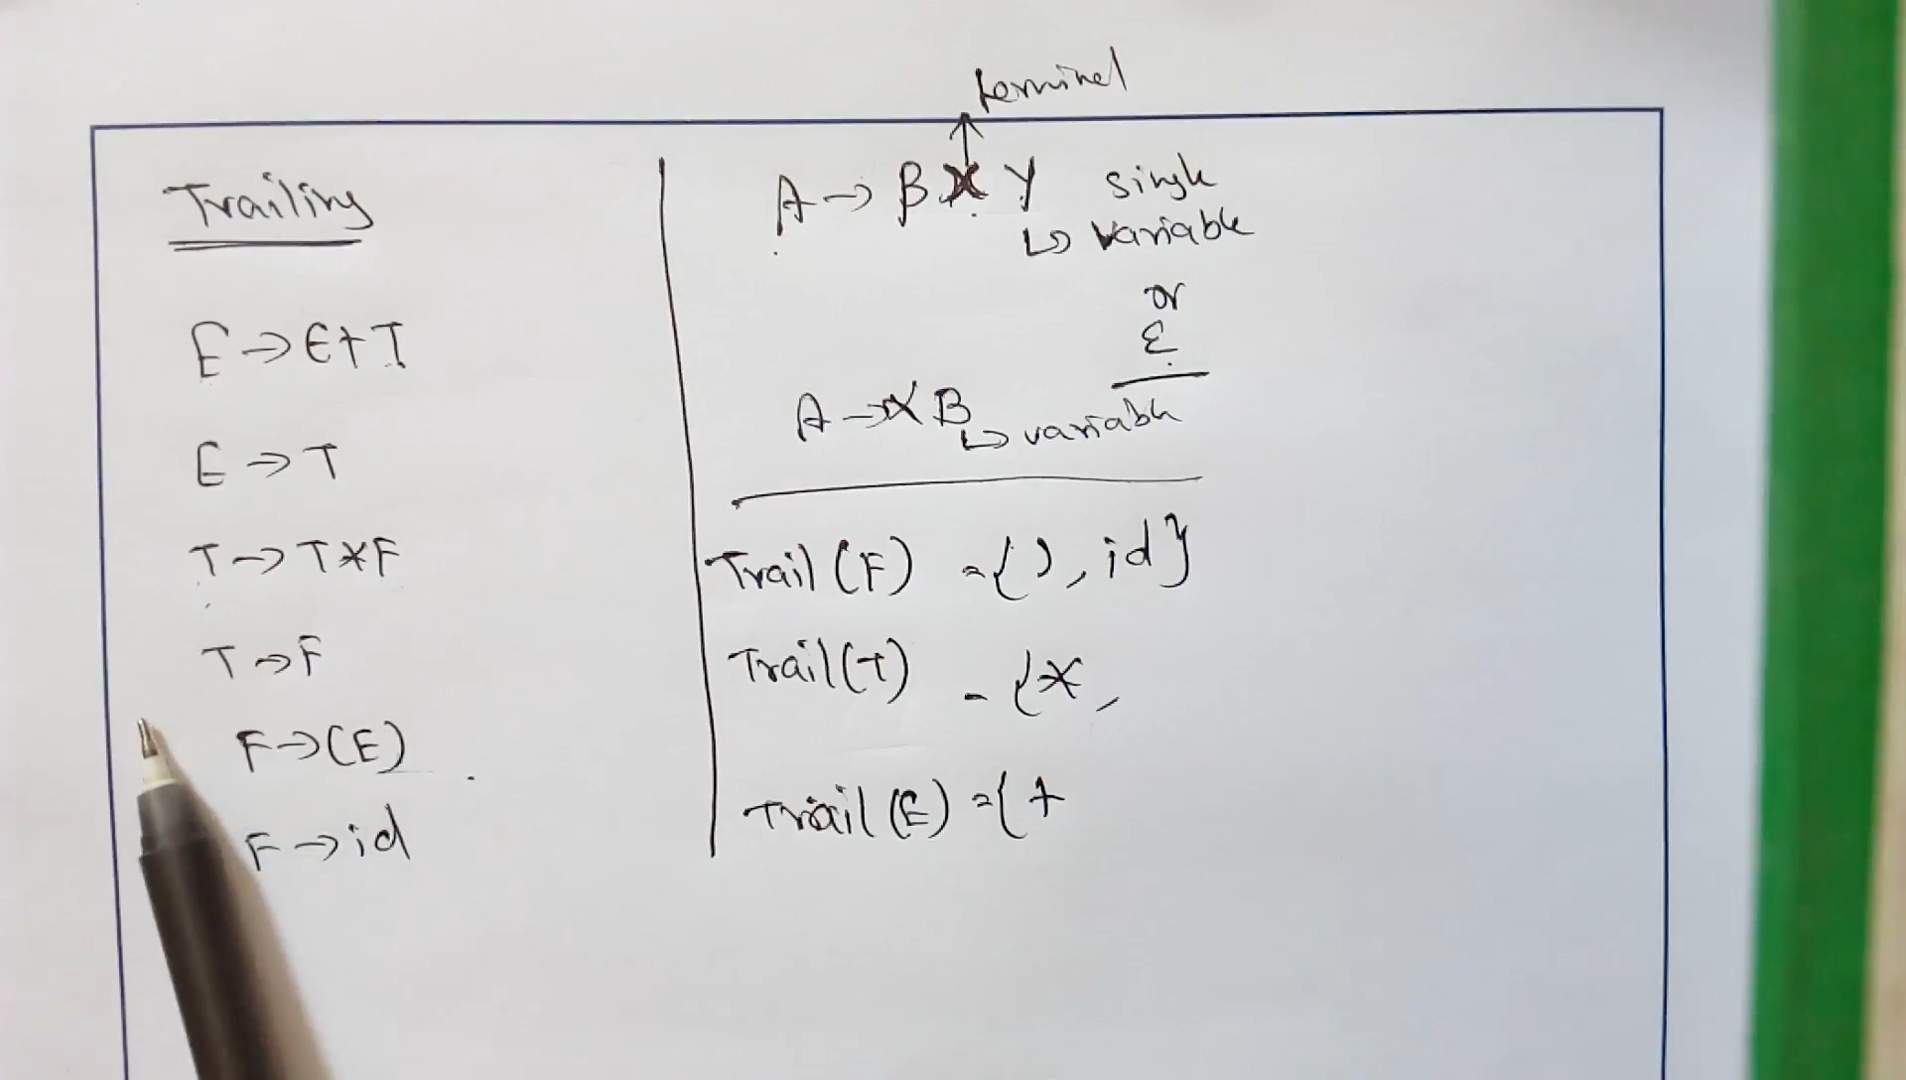 Trailing
E → E+T
E → T
T → T*F
T → F
F → (E)
F → id
terminal
A → β X Y single
↳ variable
or
ε
A → X B
↳ variable
Trail (F) = { ), id }
Trail (T) = { *,
Trail (E) = { +